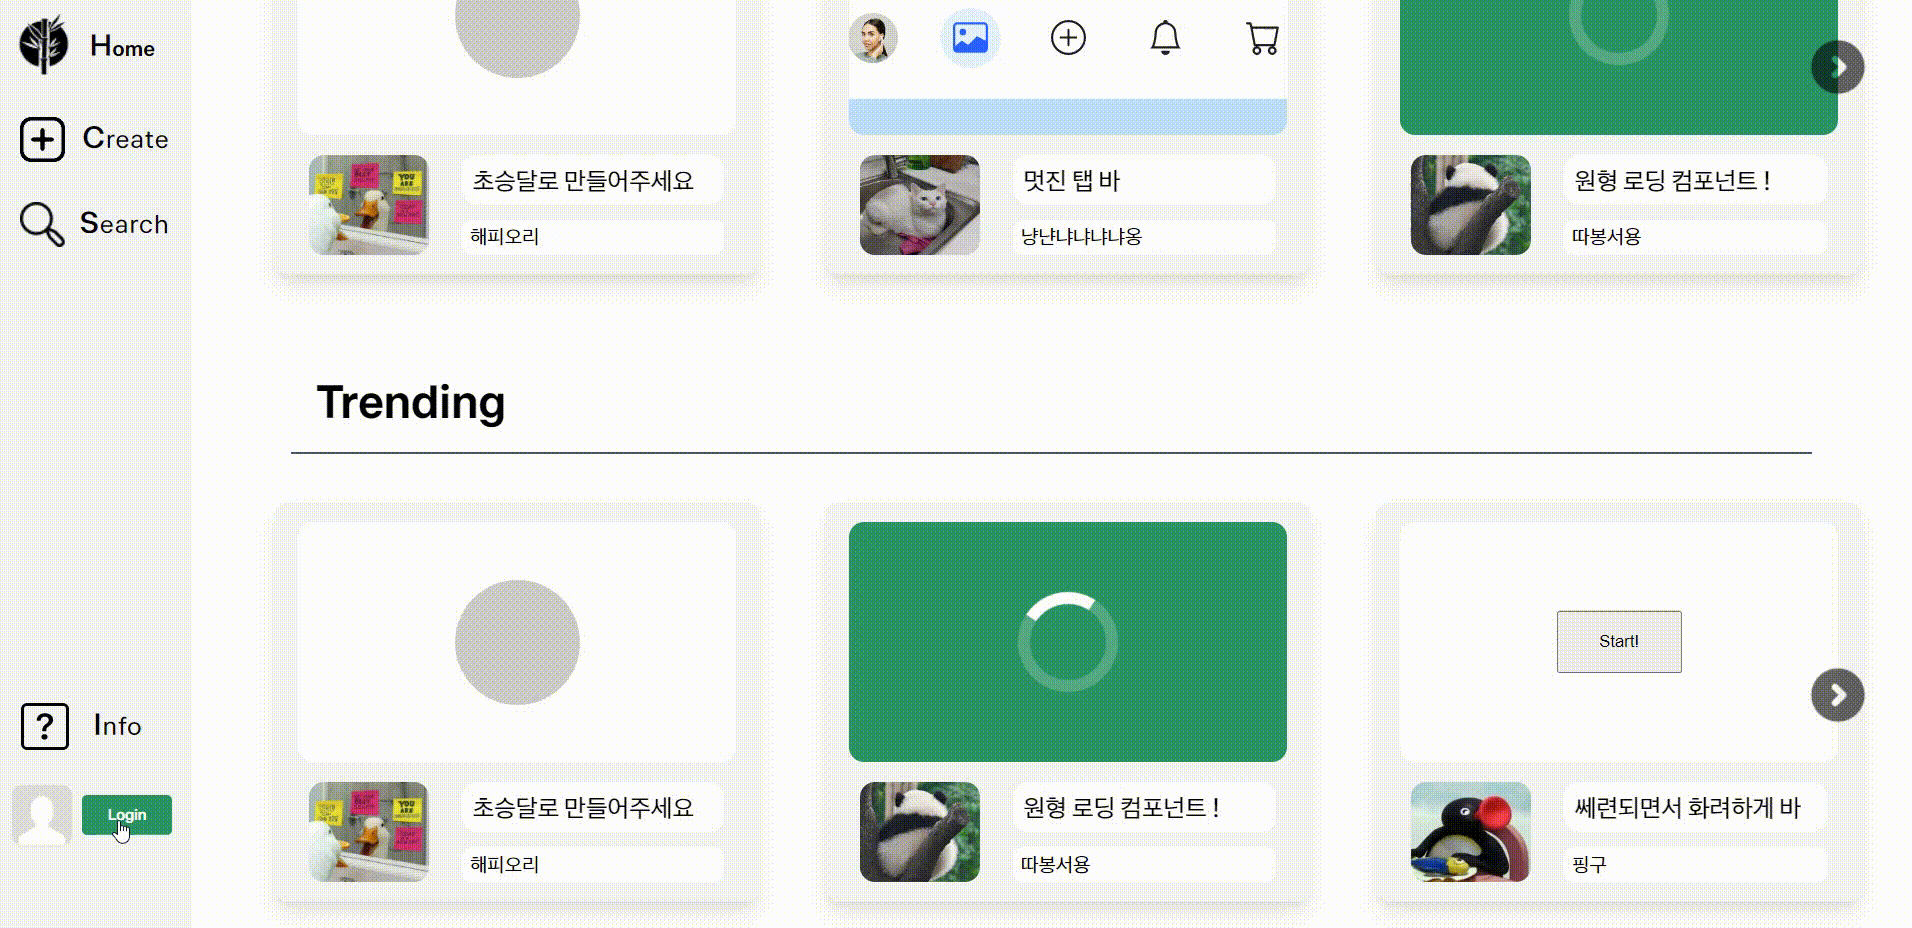 Home
Create
Search
초승달로 만들어주세요
해피오리
멋진 탭 바
냥냔냐냐냐냐옹
원형 로딩 컴포넌트 !
따봉서용
Trending
Start!
초승달로 만들어주세요
해피오리
원형 로딩 컴포넌트 !
따봉서용
쎄련되면서 화려하게 바
핑구
? Info
Login